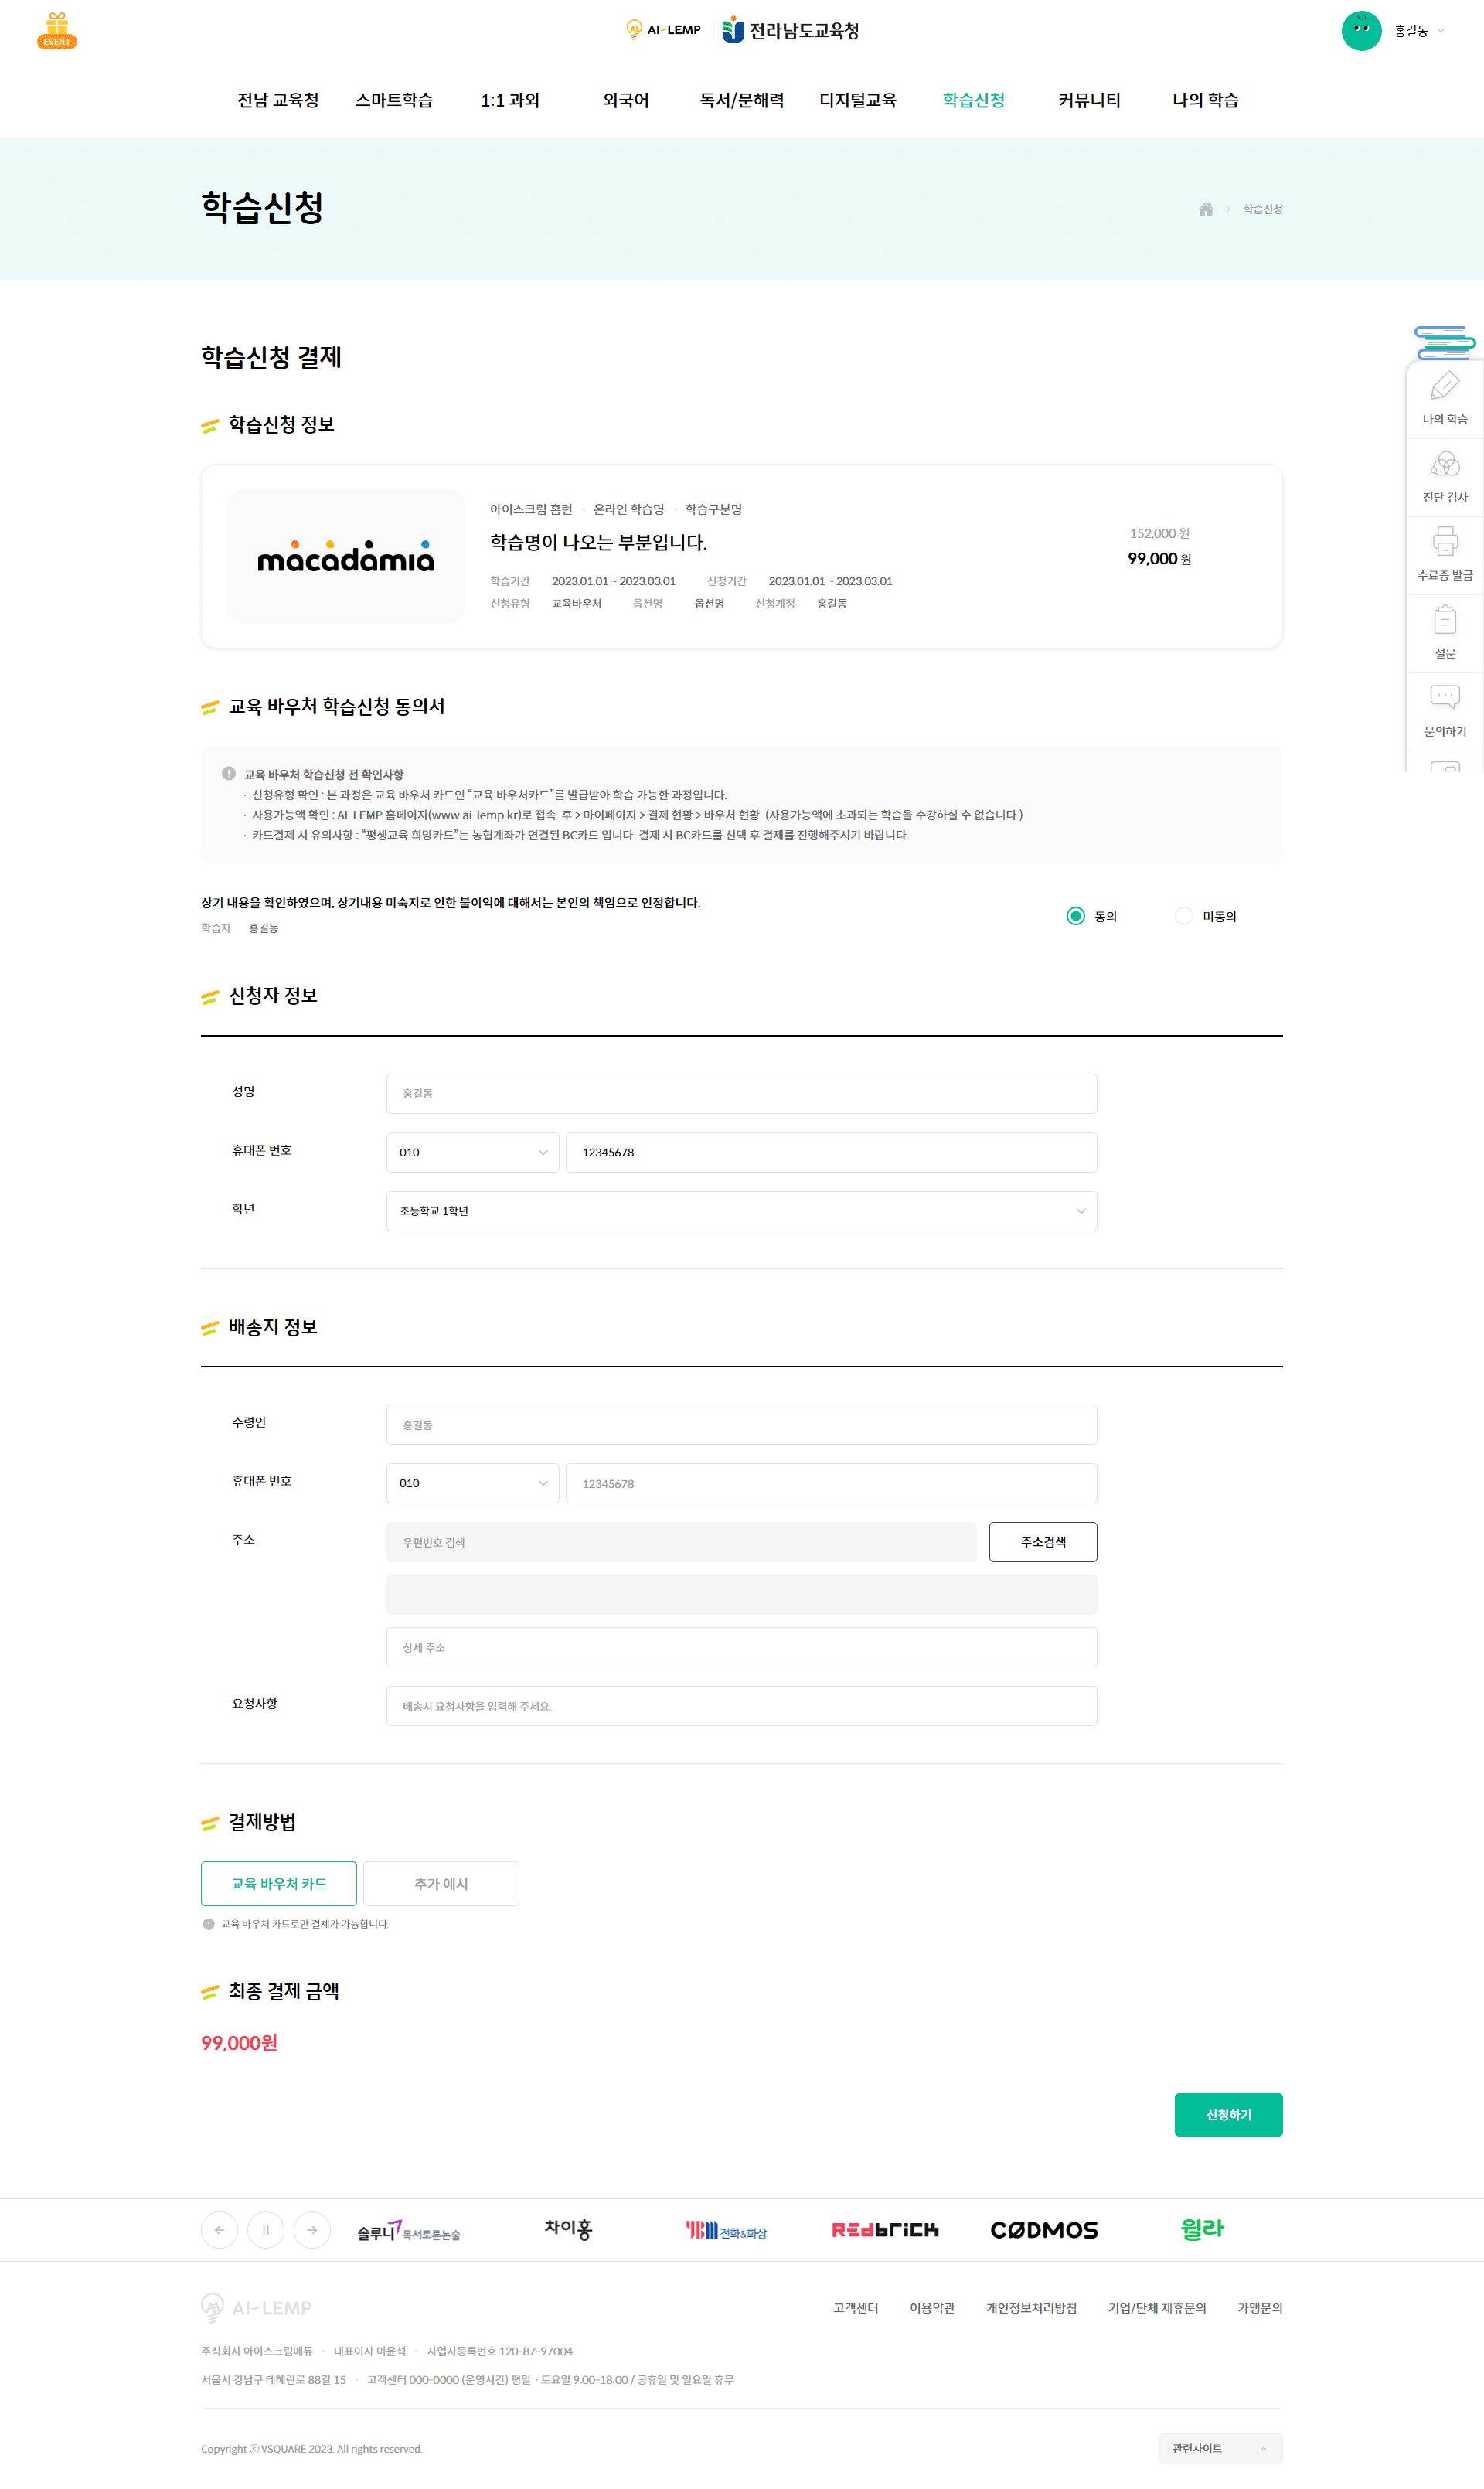 EVENT
AI-LEMP
전라남도교육청
홍길동
전남 교육청 스마트학습 1:1 과외 외국어 독서/문해력 디지털교육 학습신청 커뮤니티 나의 학습
학습신청
학습신청
학습신청 결제
학습신청 정보
macadamia
아이스크림 홈런 · 온라인 학습명 · 학습구분명
학습명이 나오는 부분입니다.
학습기간 2023.01.01 ~ 2023.03.01 신청기간 2023.01.01 ~ 2023.03.01
신청유형 교육바우처 옵션명 옵션명 신청계정 홍길동
152,000 원
99,000 원
나의 학습
진단 검사
수료증 발급
설문
문의하기
교육 바우처 학습신청 동의서
교육 바우처 학습신청 전 확인사항
· 신청유형 확인 : 본 과정은 교육 바우처 카드인 “교육 바우처카드”를 발급받아 학습 가능한 과정입니다.
· 사용가능액 확인 : AI-LEMP 홈페이지(www.ai-lemp.kr)로 접속. 후 > 마이페이지 > 결제 현황 > 바우처 현황. (사용가능액에 초과되는 학습을 수강하실 수 없습니다.)
· 카드결제 시 유의사항 : “평생교육 희망카드”는 농협계좌가 연결된 BC카드 입니다. 결제 시 BC카드를 선택 후 결제를 진행해주시기 바랍니다.
상기 내용을 확인하였으며, 상기내용 미숙지로 인한 불이익에 대해서는 본인의 책임으로 인정합니다.
학습자 홍길동
동의 미동의
신청자 정보
성명 홍길동
휴대폰 번호 010 12345678
학년 초등학교 1학년
배송지 정보
수령인 홍길동
휴대폰 번호 010 12345678
주소 우편번호 검색 주소검색
상세 주소
요청사항 배송시 요청사항을 입력해 주세요.
결제방법
교육 바우처 카드 추가 예시
교육 바우처 카드로만 결제가 가능합니다.
최종 결제 금액
99,000원
신청하기
솔루니 독서토론논술 차이홍 YBM 전화&화상 REDBRICK CODMOS 윌라
AI-LEMP
고객센터 이용약관 개인정보처리방침 기업/단체 제휴문의 가맹문의
주식회사 아이스크림에듀 · 대표이사 이윤석 · 사업자등록번호 120-87-97004
서울시 강남구 테헤란로 88길 15 · 고객센터 000-0000 (운영시간) 평일 · 토요일 9:00-18:00 / 공휴일 및 일요일 휴무
Copyright ⓒ VSQUARE 2023. All rights reserved.
관련사이트